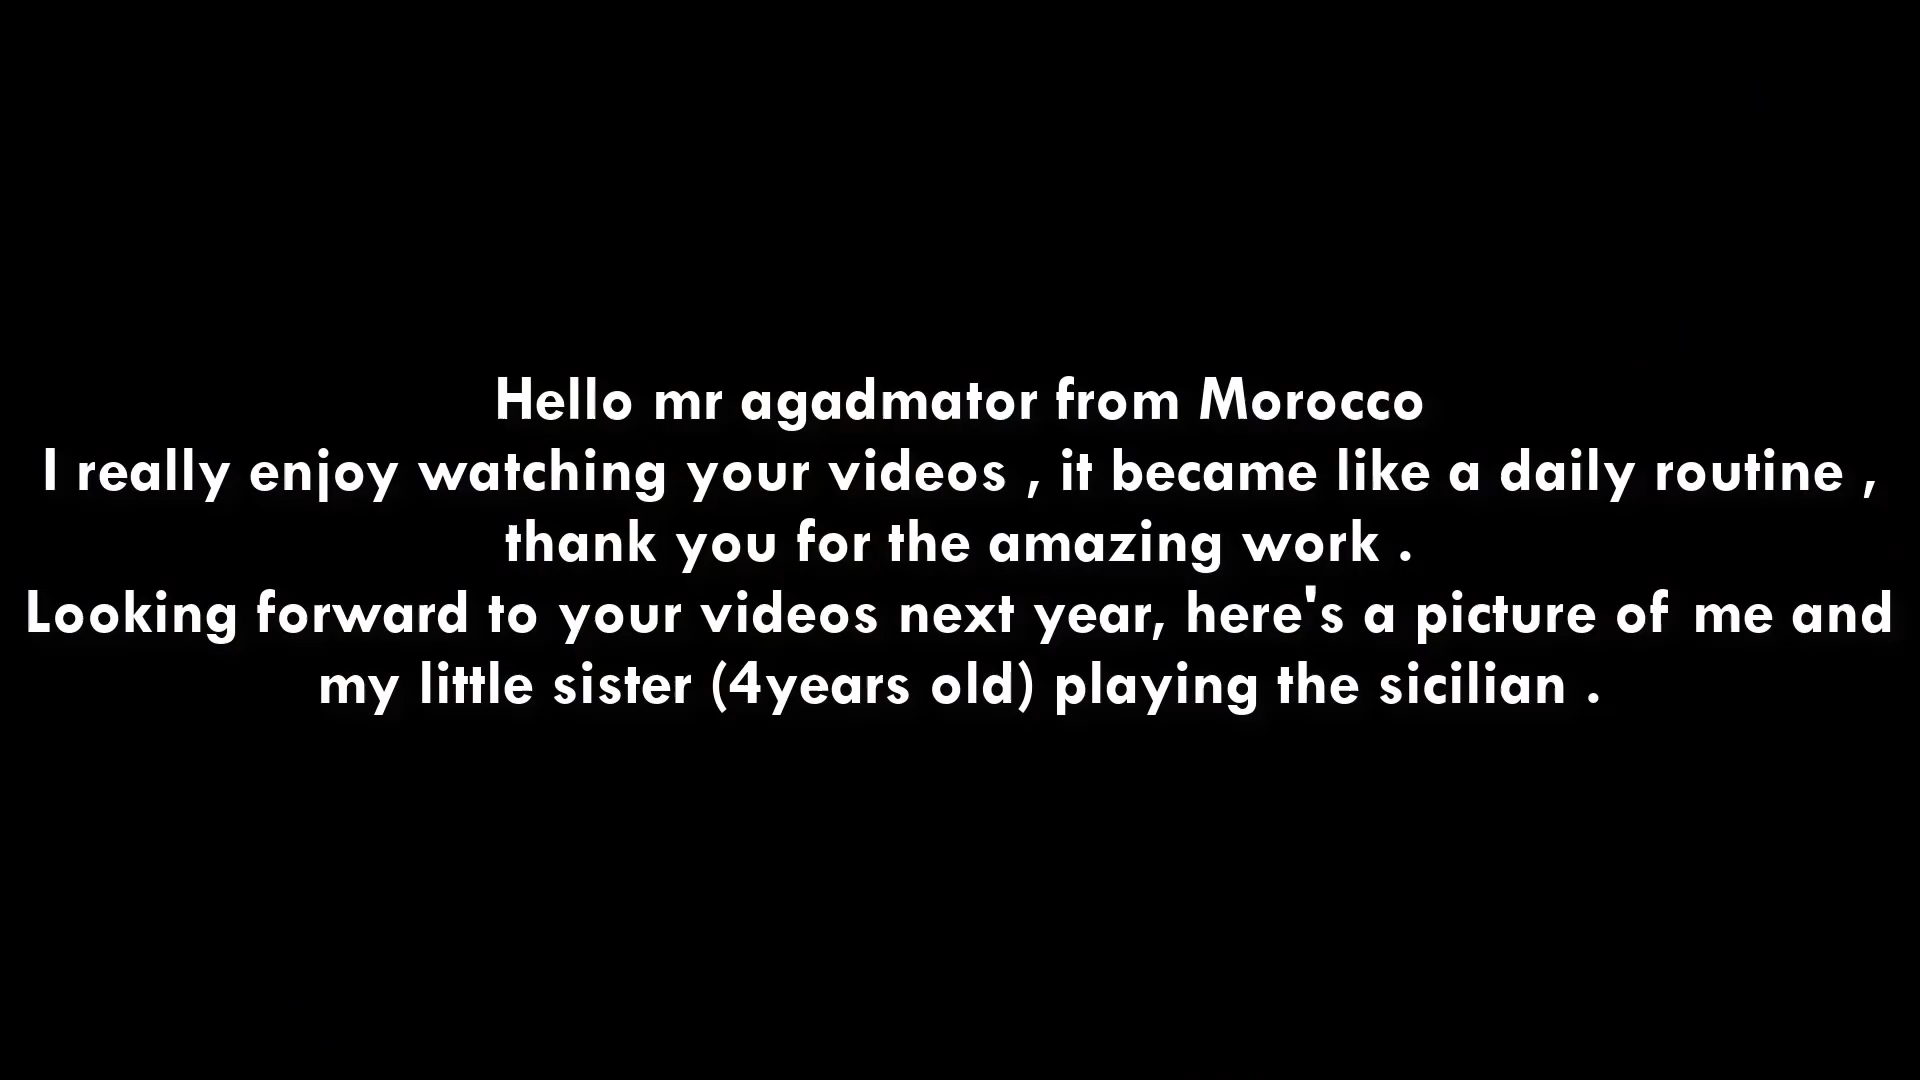 Hello mr agadmator from Morocco
I really enjoy watching your videos , it became like a daily routine ,
thank you for the amazing work .
Looking forward to your videos next year, here's a picture of me and
my little sister (4years old) playing the sicilian .